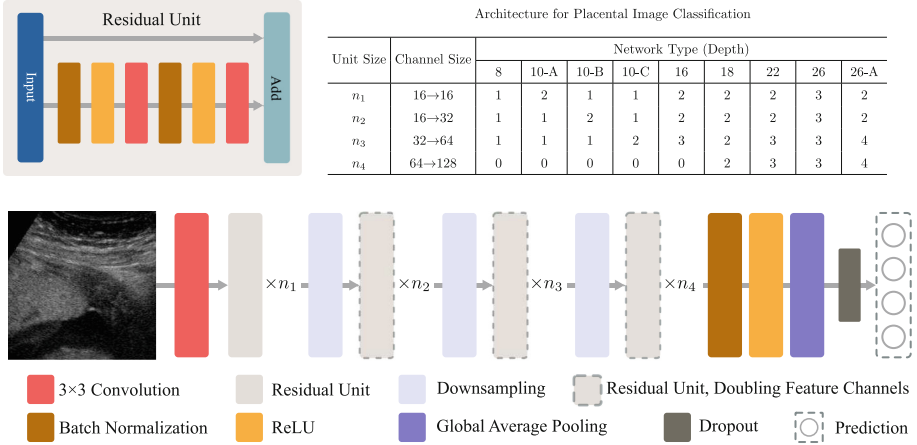 Residual Unit
Input
Add
Architecture for Placental Image Classification
Unit Size Channel Size Network Type (Depth)
8 10-A 10-B 10-C 16 18 22 26 26-A
n₁ 16→16 1 2 1 1 2 2 2 3 2
n₂ 16→32 1 1 2 1 2 2 2 3 2
n₃ 32→64 1 1 1 2 3 2 3 3 4
n₄ 64→128 0 0 0 0 0 2 3 3 4
×n₁ ×n₂ ×n₃ ×n₄
3×3 Convolution Residual Unit Downsampling Residual Unit, Doubling Feature Channels
Batch Normalization ReLU Global Average Pooling Dropout Prediction